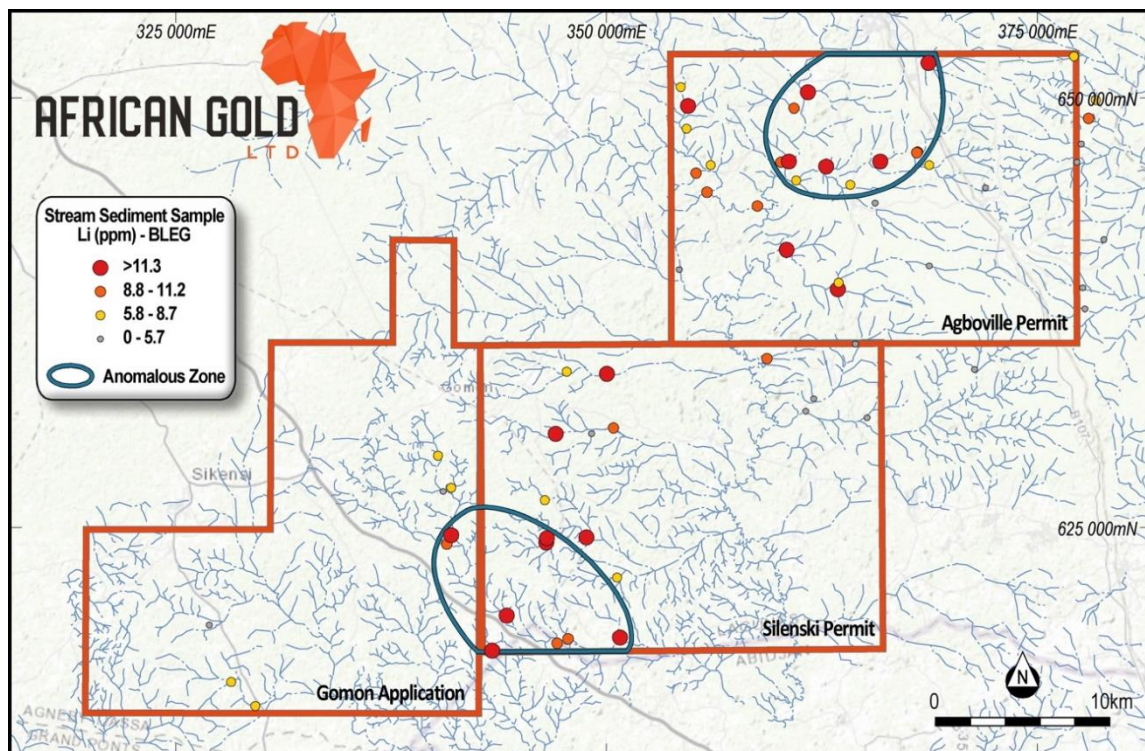 325 000mE
350 000mE
375 000mE
650 000mN
AFRICAN GOLD
LTD
Stream Sediment Sample
Li (ppm) - BLEG
>11.3
8.8 - 11.2
5.8 - 8.7
0 - 5.7
Anomalous Zone
Agboville Permit
Sikensi
625 000mN
Silenski Permit
ABIDJAN
Gomon Application
N
0
10km